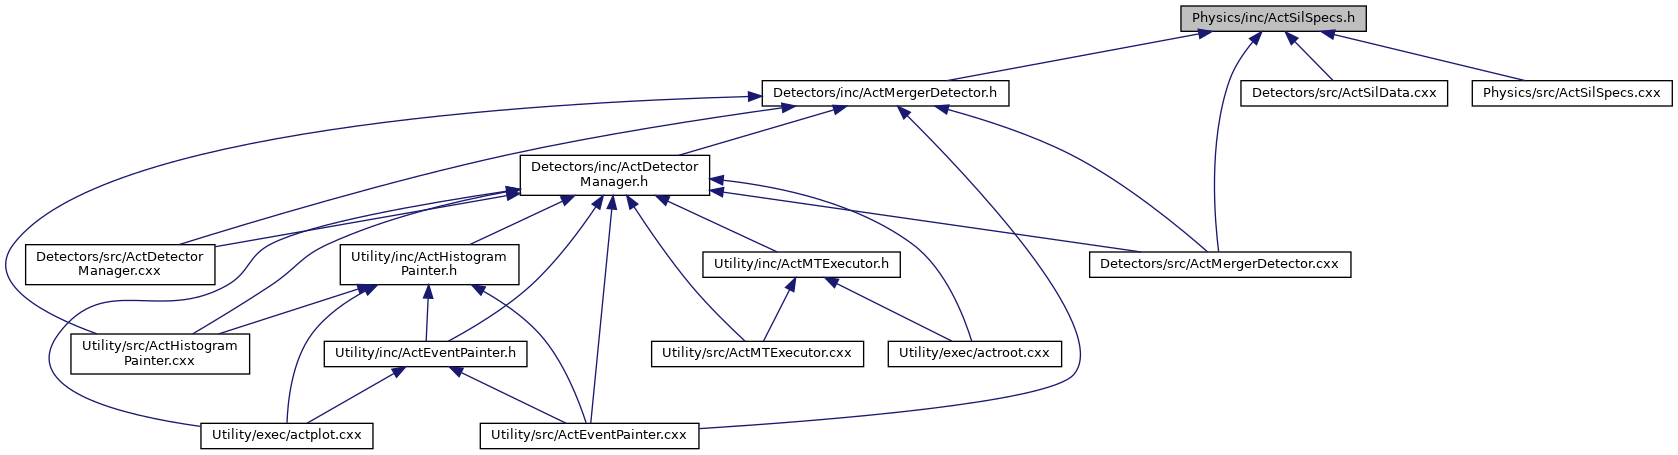 Physics/inc/ActSilSpecs.h
Detectors/inc/ActMergerDetector.h
Detectors/src/ActSilData.cxx
Physics/src/ActSilSpecs.cxx
Detectors/inc/ActDetector
Manager.h
Detectors/src/ActDetector
Manager.cxx
Utility/inc/ActHistogram
Painter.h
Utility/inc/ActMTExecutor.h
Detectors/src/ActMergerDetector.cxx
Utility/src/ActHistogram
Painter.cxx
Utility/inc/ActEventPainter.h
Utility/src/ActMTExecutor.cxx
Utility/exec/actroot.cxx
Utility/exec/actplot.cxx
Utility/src/ActEventPainter.cxx